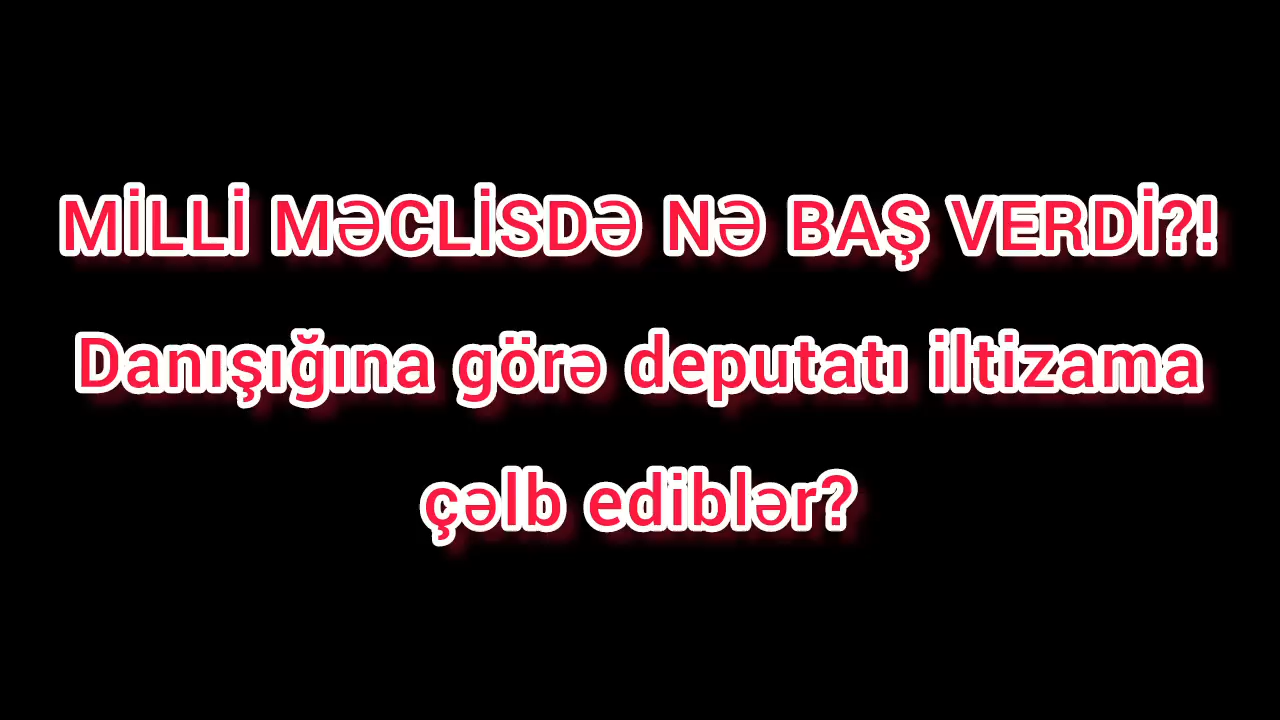 MİLLİ MƏCLİSDƏ NƏ BAŞ VERDİ?!
Danışığına görə deputatı iltizama
çəlb ediblər?